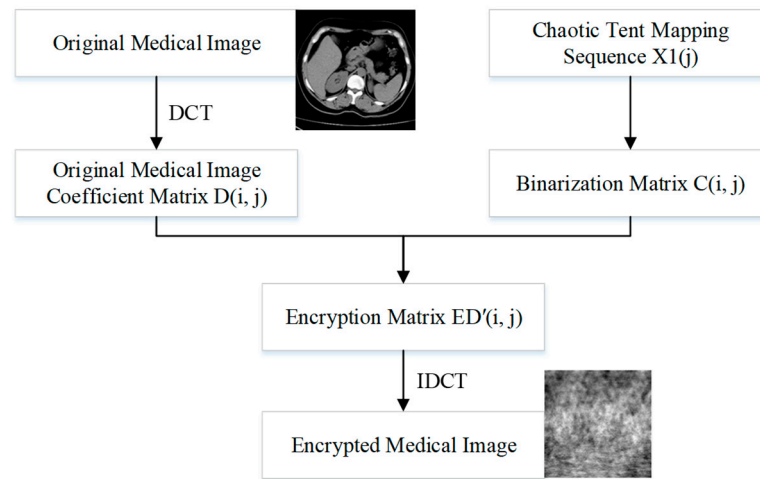 Original Medical Image
Chaotic Tent Mapping
Sequence X1(j)
DCT
Original Medical Image
Coefficient Matrix D(i, j)
Binarization Matrix C(i, j)
Encryption Matrix ED′(i, j)
IDCT
Encrypted Medical Image